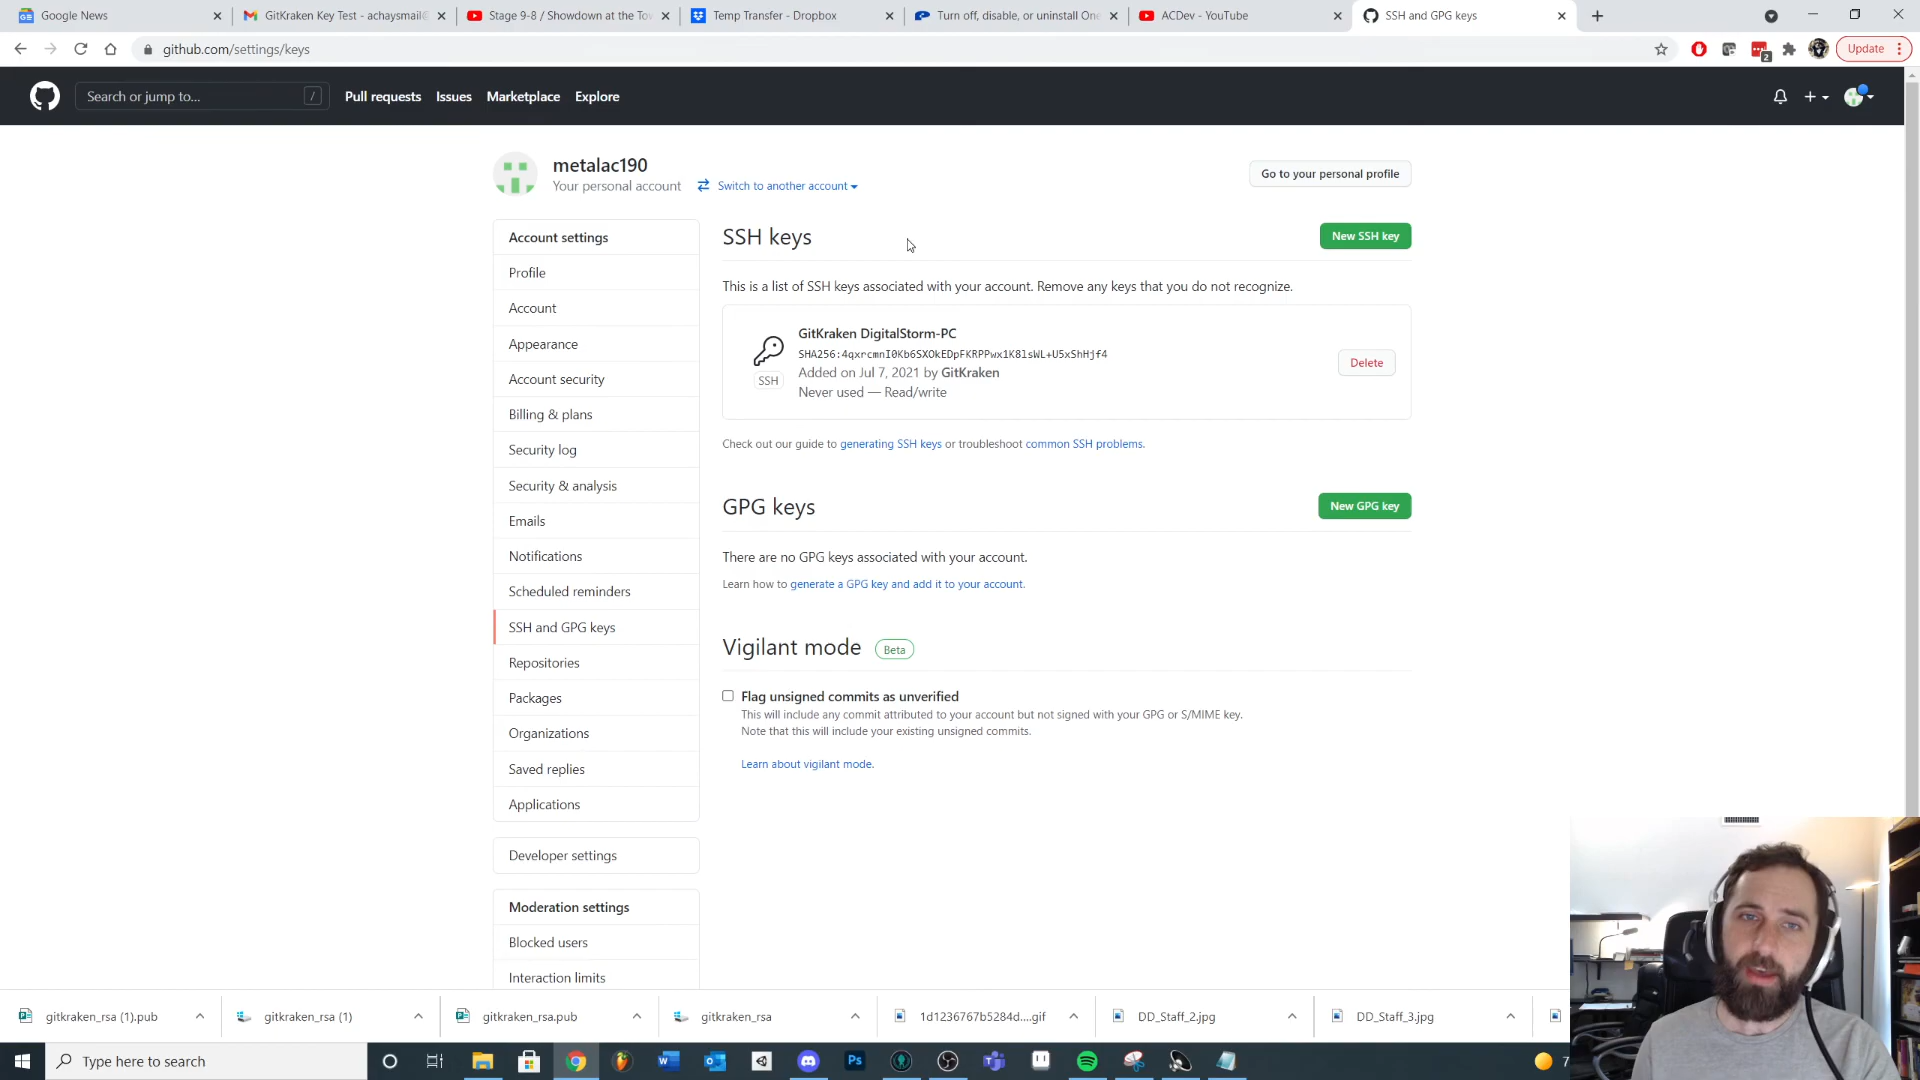 Google News
GitKraken Key Test - achaysmail@
Stage 9-8 / Showdown at the Tow
Temp Transfer - Dropbox
Turn off, disable, or uninstall One
ACDev - YouTube
SSH and GPG keys
github.com/settings/keys
2
Update
Search or jump to...
/
Pull requests
Issues
Marketplace
Explore
metalac190
Your personal account
Switch to another account
Go to your personal profile
Account settings
Profile
Account
Appearance
Account security
Billing & plans
Security log
Security & analysis
Emails
Notifications
Scheduled reminders
SSH and GPG keys
Repositories
Packages
Organizations
Saved replies
Applications
Developer settings
Moderation settings
Blocked users
Interaction limits
SSH keys
New SSH key
This is a list of SSH keys associated with your account. Remove any keys that you do not recognize.
GitKraken DigitalStorm-PC
SHA256:4qxrcmnI0Kb6SXOkEDpFKRPPwx1K8lsWL+U5xShHjf4
Added on Jul 7, 2021 by GitKraken
Never used — Read/write
SSH
Delete
Check out our guide to generating SSH keys or troubleshoot common SSH problems.
GPG keys
New GPG key
There are no GPG keys associated with your account.
Learn how to generate a GPG key and add it to your account.
Vigilant mode
Beta
Flag unsigned commits as unverified
This will include any commit attributed to your account but not signed with your GPG or S/MIME key.
Note that this will include your existing unsigned commits.
Learn about vigilant mode.
gitkraken_rsa (1).pub
gitkraken_rsa (1)
gitkraken_rsa.pub
gitkraken_rsa
1d1236767b5284d....gif
DD_Staff_2.jpg
DD_Staff_3.jpg
Type here to search
7